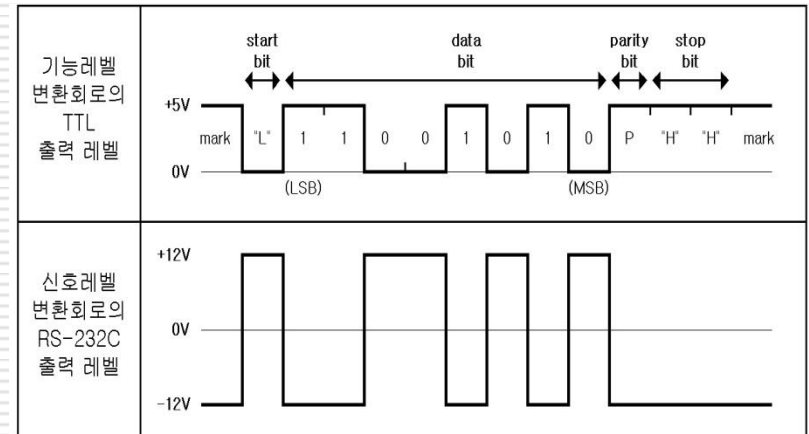 기능레벨
변환회로의
TTL
출력 레벨
start
bit
data
bit
parity
bit
stop
bit
+5V
mark "L" 1 1 0 0 1 0 1 0 P "H" "H" mark
0V
(LSB) (MSB)
신호레벨
변환회로의
RS-232C
출력 레벨
+12V
0V
-12V